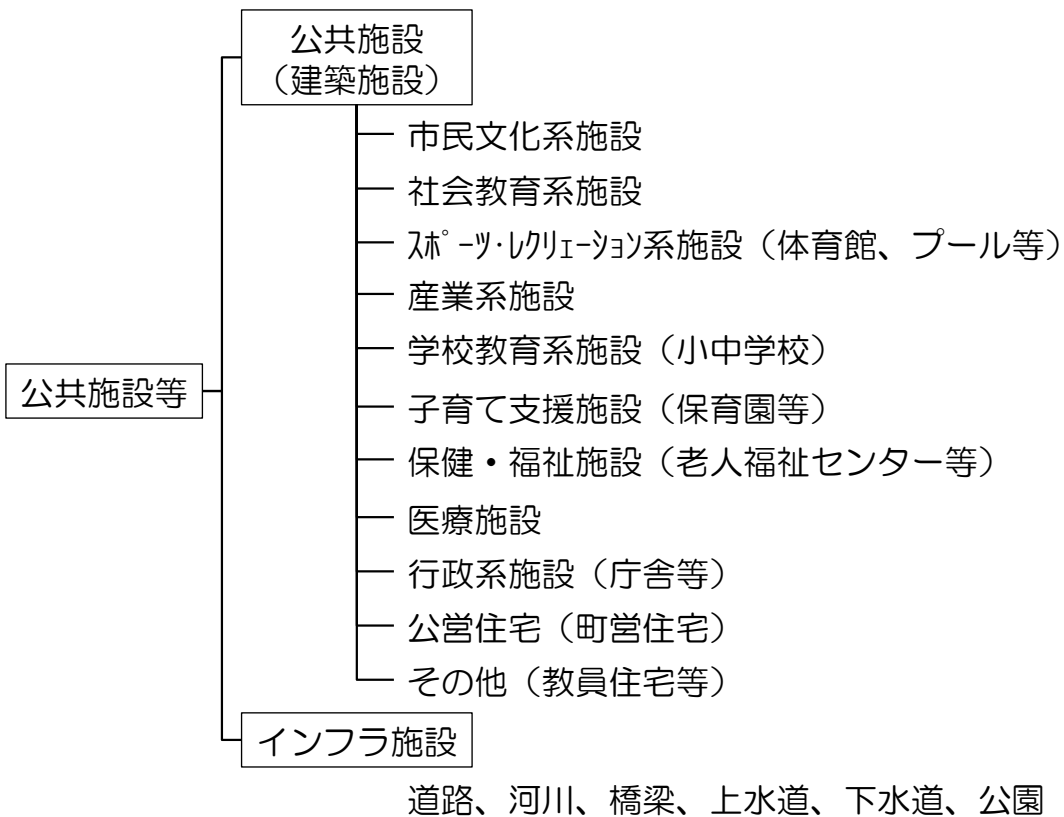 公共施設
（建築施設）
市民文化系施設
社会教育系施設
ｽﾎﾟｰﾂ･ﾚｸﾘｪｰｼｮﾝ系施設（体育館、プール等）
産業系施設
学校教育系施設（小中学校）
公共施設等
子育て支援施設（保育園等）
保健・福祉施設（老人福祉センター等）
医療施設
行政系施設（庁舎等）
公営住宅（町営住宅）
その他（教員住宅等）
インフラ施設
道路、河川、橋梁、上水道、下水道、公園